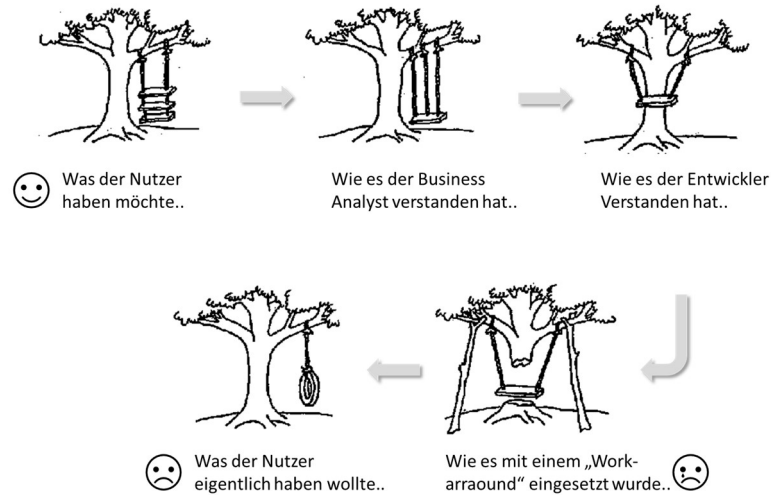 Was der Nutzer
haben möchte..
Wie es der Business
Analyst verstanden hat..
Wie es der Entwickler
Verstanden hat..
Was der Nutzer
eigentlich haben wollte..
Wie es mit einem „Work-
arraound“ eingesetzt wurde..